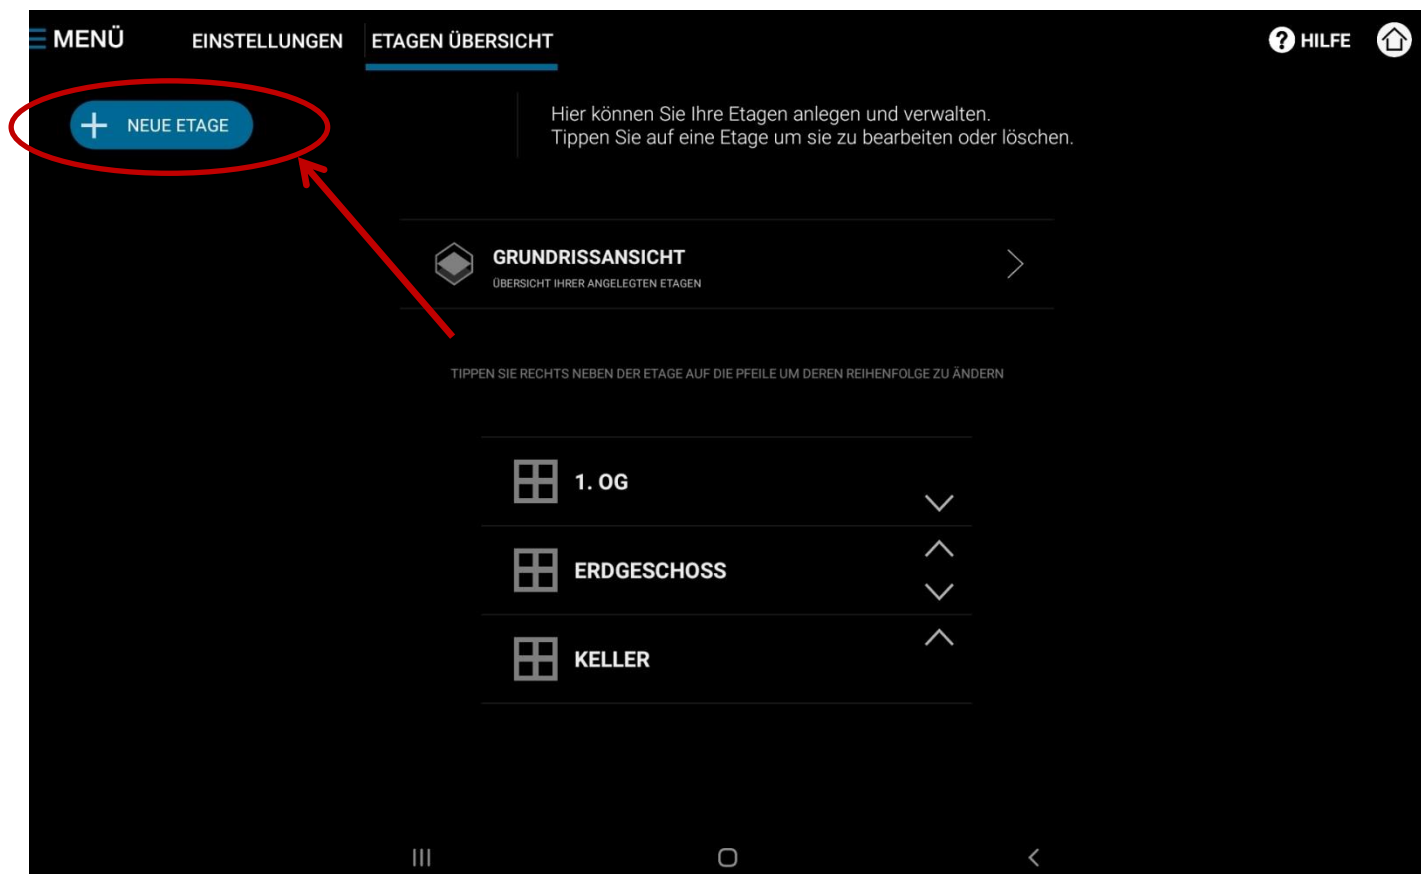 MENÜ
EINSTELLUNGEN
ETAGEN ÜBERSICHT
? HILFE
+ NEUE ETAGE
Hier können Sie Ihre Etagen anlegen und verwalten.
Tippen Sie auf eine Etage um sie zu bearbeiten oder löschen.
GRUNDRISSANSICHT
ÜBERSICHT IHRER ANGELEGTEN ETAGEN
TIPPEN SIE RECHTS NEBEN DER ETAGE AUF DIE PFEILE UM DEREN REIHENFOLGE ZU ÄNDERN
1. OG
ERDGESCHOSS
KELLER